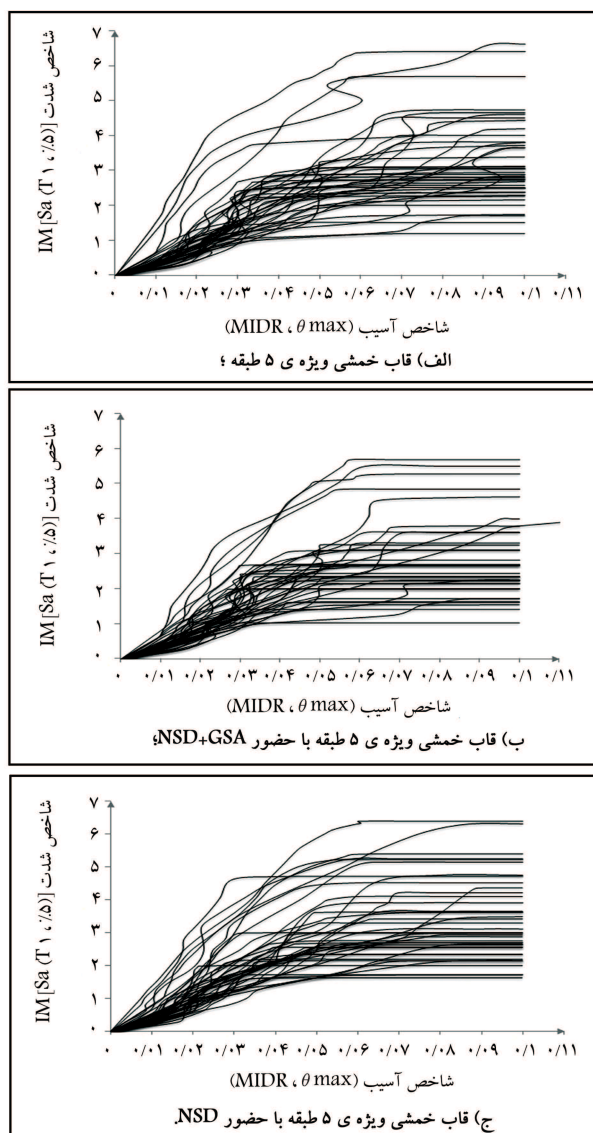 شاخص شدت IM [Sa (T۱، ٪۵)]
۷
۶
۵
۴
۳
۲
۱
۰
۰ ۰/۰۱ ۰/۰۲ ۰/۰۳ ۰/۰۴ ۰/۰۵ ۰/۰۶ ۰/۰۷ ۰/۰۸ ۰/۰۹ ۰/۱ ۰/۱۱
شاخص آسیب (MIDR، θ max)
الف) قاب خمشی ویژه ی ۵ طبقه ؛
شاخص شدت IM [Sa (T۱، ٪۵)]
۷
۶
۵
۴
۳
۲
۱
۰
۰ ۰/۰۱ ۰/۰۲ ۰/۰۳ ۰/۰۴ ۰/۰۵ ۰/۰۶ ۰/۰۷ ۰/۰۸ ۰/۰۹ ۰/۱ ۰/۱۱
شاخص آسیب (MIDR، θ max)
ب) قاب خمشی ویژه ی ۵ طبقه با حضور NSD+GSA؛
شاخص شدت IM [Sa (T۱، ٪۵)]
۷
۶
۵
۴
۳
۲
۱
۰
۰ ۰/۰۱ ۰/۰۲ ۰/۰۳ ۰/۰۴ ۰/۰۵ ۰/۰۶ ۰/۰۷ ۰/۰۸ ۰/۰۹ ۰/۱ ۰/۱۱
شاخص آسیب (MIDR، θ max)
ج) قاب خمشی ویژه ی ۵ طبقه با حضور NSD.